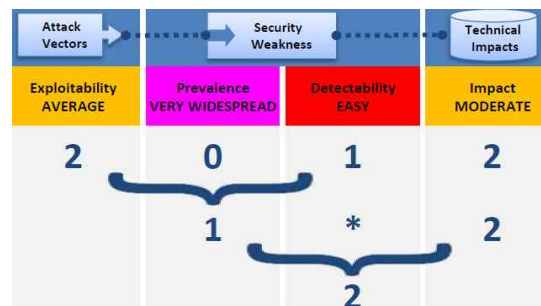 Attack
Vectors
Security
Weakness
Technical
Impacts
Exploitability
AVERAGE
Prevalence
VERY WIDESPREAD
Detectability
EASY
Impact
MODERATE
2 0 1 2
1 * 2
2